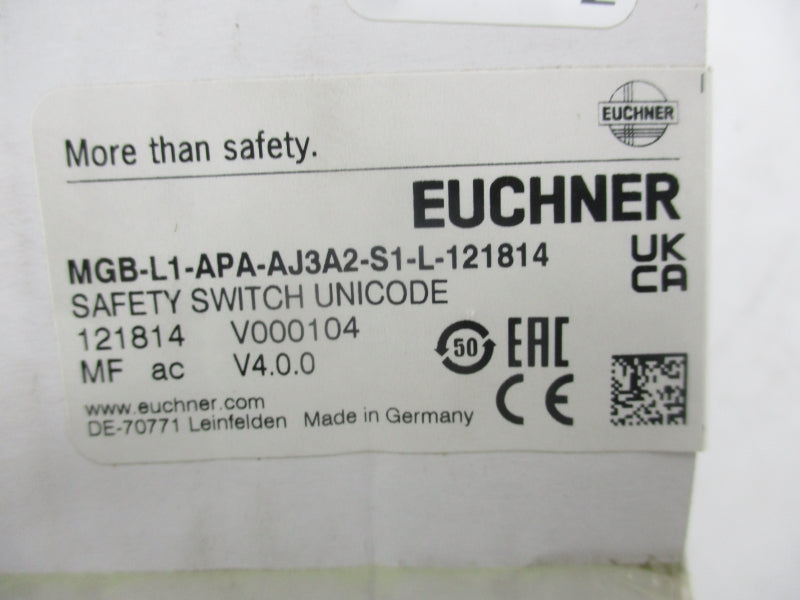 EUCHNER
More than safety.
EUCHNER
MGB-L1-APA-AJ3A2-S1-L-121814
UK
CA
SAFETY SWITCH UNICODE
121814 V000104
MF ac V4.0.0
50 EAC
CE
www.euchner.com
DE-70771 Leinfelden Made in Germany